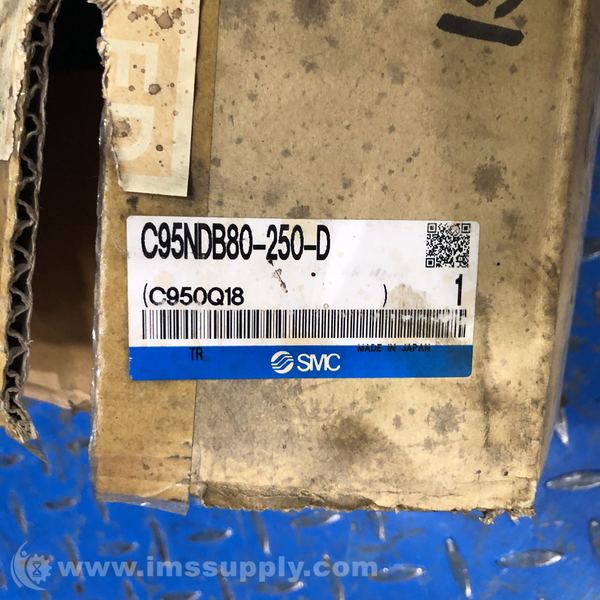 C95NDB80-250-D
(C950Q18 ) 1
TR MADE IN JAPAN
SMC
www.imssupply.com